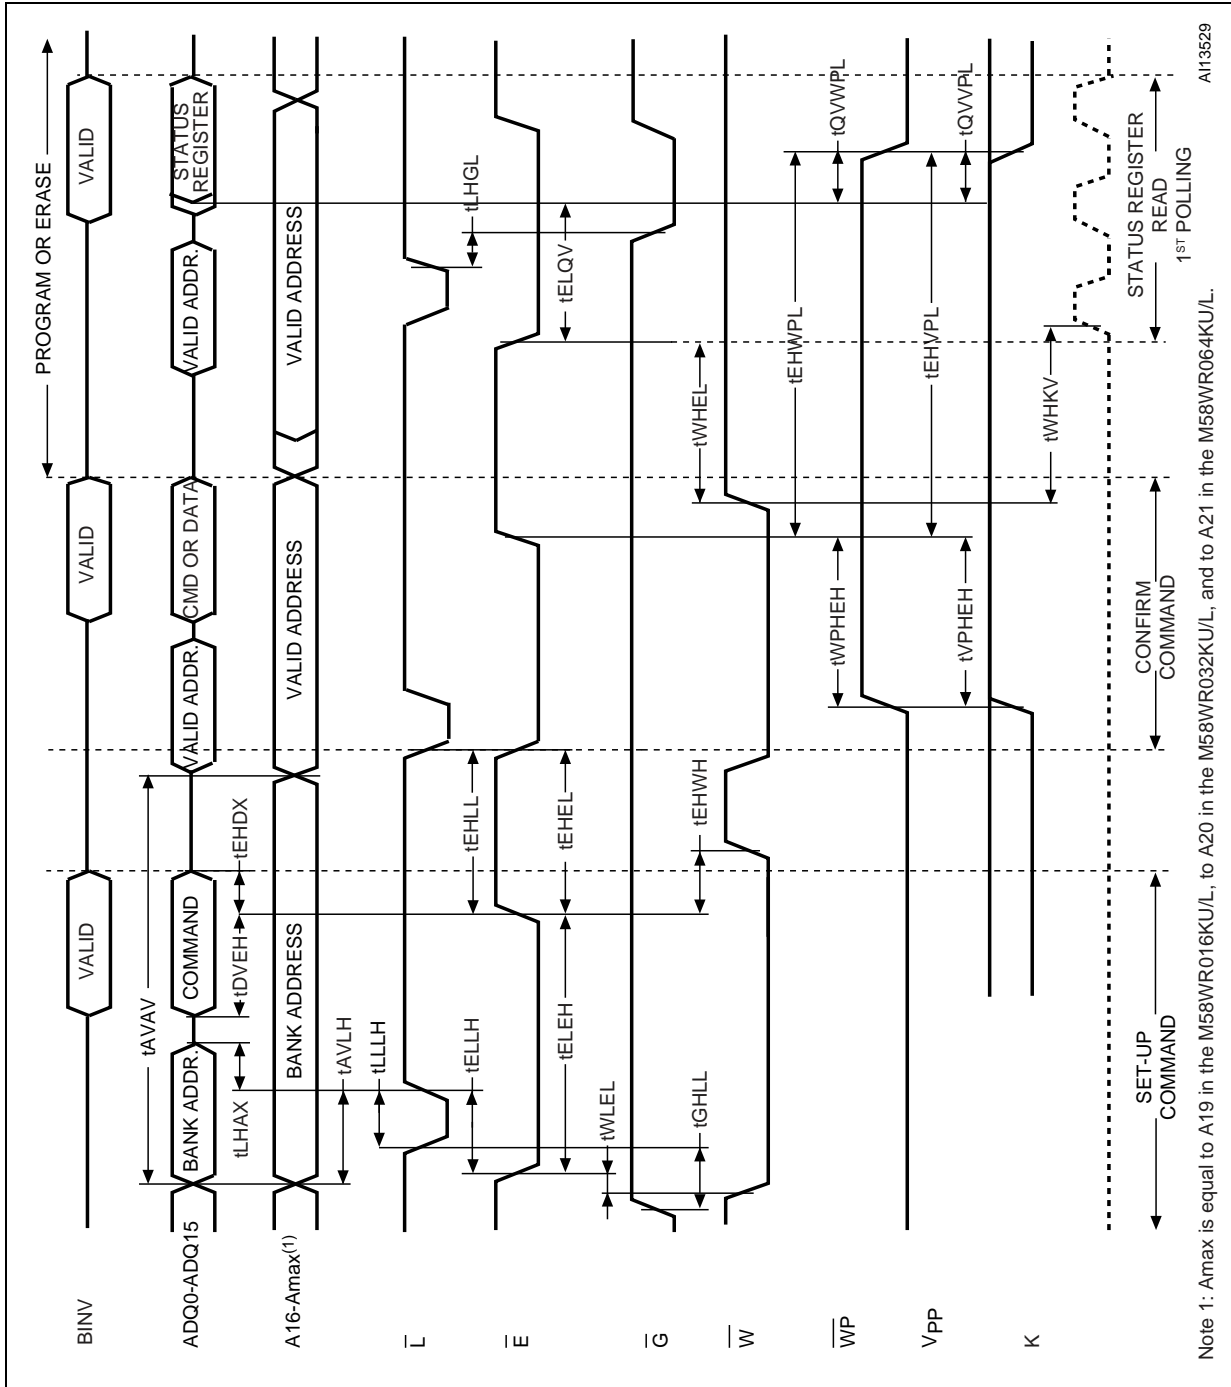 PROGRAM OR ERASE
BINV
VALID
VALID
VALID
ADQ0-ADQ15
BANK ADDR.
COMMAND
VALID ADDR.
CMD OR DATA
VALID ADDR.
STATUS
REGISTER
tLHAX
tDVEH
tEHDX
tAVAV
A16-Amax(1)
BANK ADDRESS
VALID ADDRESS
VALID ADDRESS
tAVLH
tLLLH
L
tELLH
tEHLL
tLHGL
E
tELEH
tEHEL
tELQV
tWLEL
G
tGHLL
tEHWH
tWHEL
W
tEHWPL
WP
tWPHEH
tQVWPL
VPP
tEHVPL
tVPHEH
tQVVPL
K
tWHKV
SET-UP
COMMAND
CONFIRM
COMMAND
STATUS REGISTER
READ
1ST POLLING
AI13529
Note 1: Amax is equal to A19 in the M58WR016KU/L, to A20 in the M58WR032KU/L, and to A21 in the M58WR064KU/L.